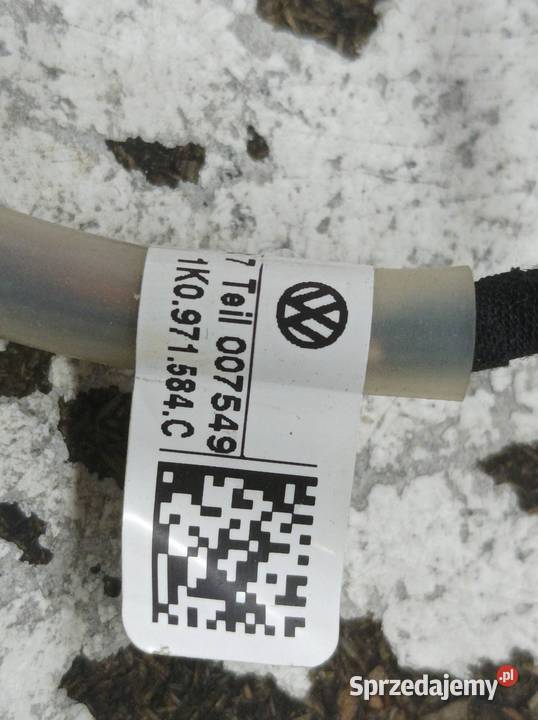 7 Teil 007549
1K0.971.584.C
Sprzedajemy.pl